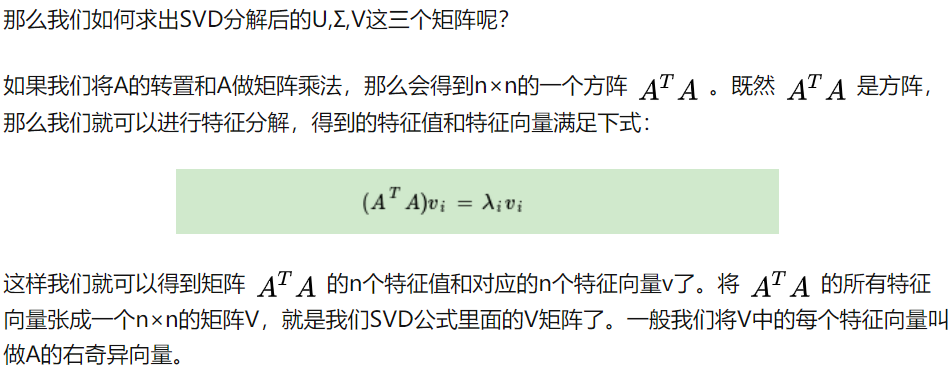 那么我们如何求出SVD分解后的U,Σ,V这三个矩阵呢？
如果我们将A的转置和A做矩阵乘法，那么会得到n×n的一个方阵 AᵀA 。既然 AᵀA 是方阵，
那么我们就可以进行特征分解，得到的特征值和特征向量满足下式：
(AᵀA)vᵢ = λᵢvᵢ
这样我们就可以得到矩阵 AᵀA 的n个特征值和对应的n个特征向量v了。将 AᵀA 的所有特征
向量张成一个n×n的矩阵V，就是我们SVD公式里面的V矩阵了。一般我们将V中的每个特征向量叫
做A的右奇异向量。